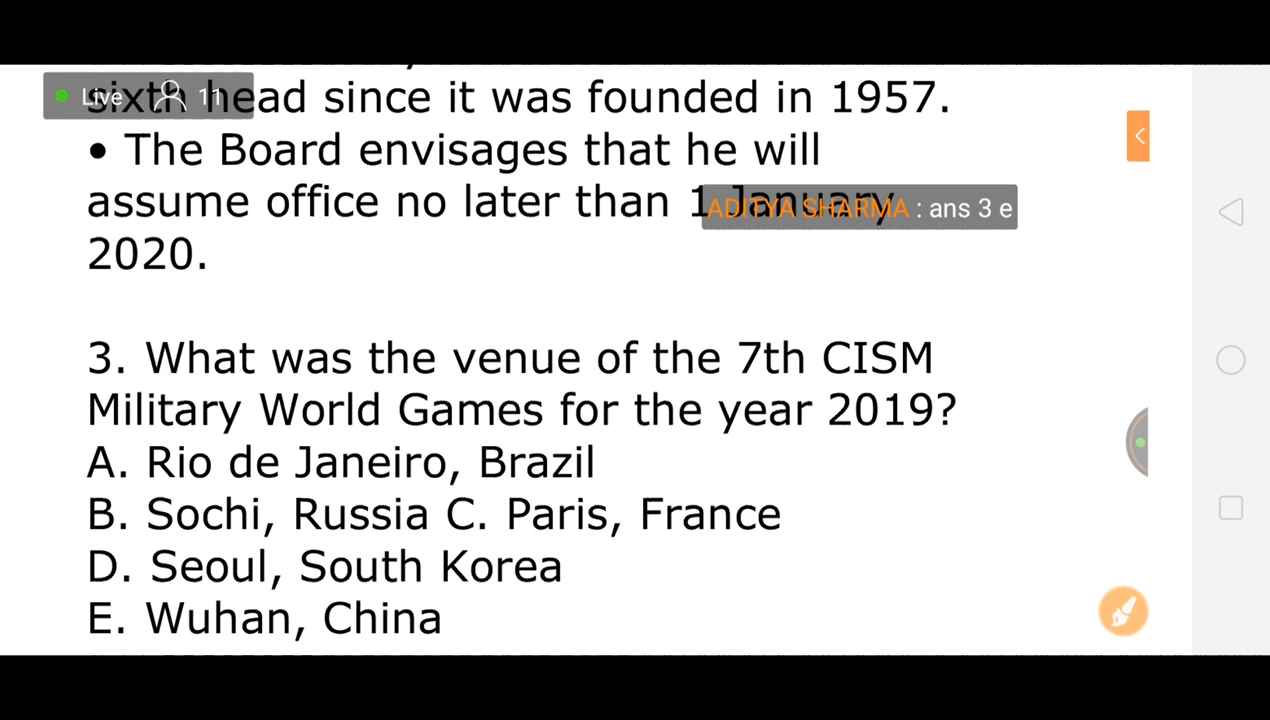 Live 11
sixth head since it was founded in 1957.
• The Board envisages that he will
assume office no later than 1 January
ADITYA SHARMA : ans 3 e
2020.
3. What was the venue of the 7th CISM
Military World Games for the year 2019?
A. Rio de Janeiro, Brazil
B. Sochi, Russia C. Paris, France
D. Seoul, South Korea
E. Wuhan, China